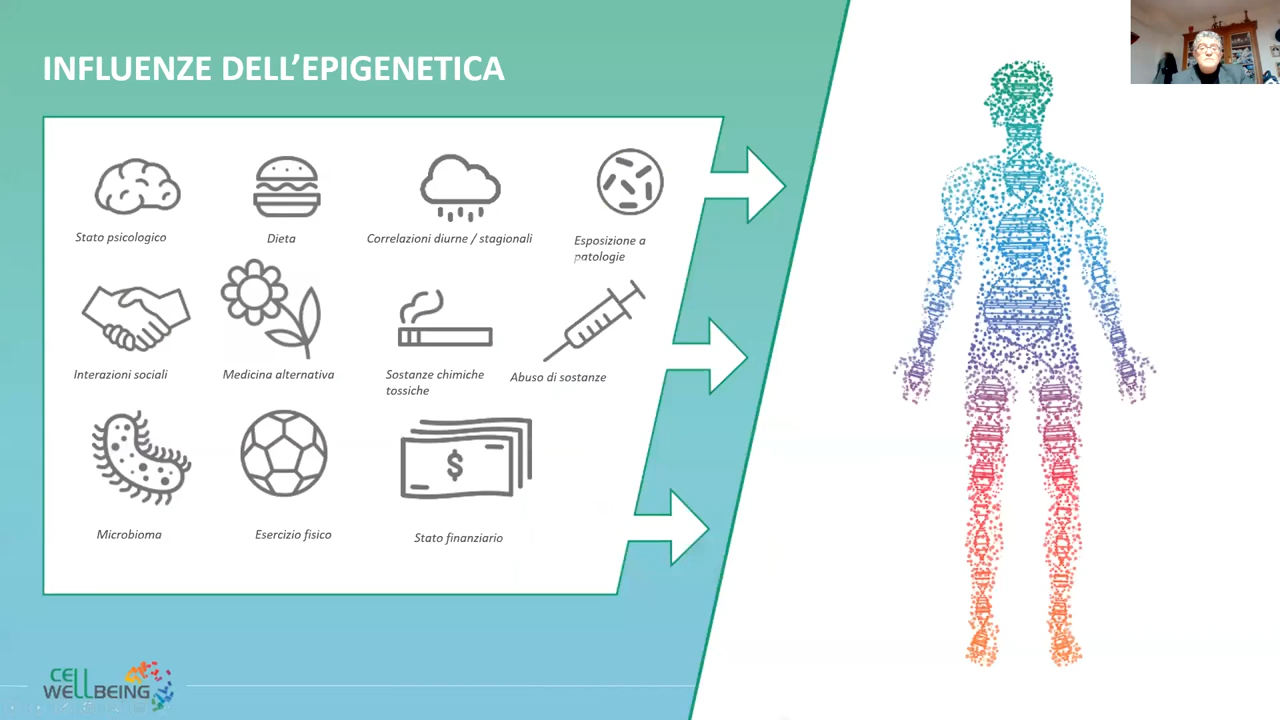 INFLUENZE DELL’EPIGENETICA
Stato psicologico
Dieta
Correlazioni diurne / stagionali
Esposizione a
patologie
Interazioni sociali
Medicina alternativa
Sostanze chimiche
tossiche
Abuso di sostanze
$
Microbioma
Esercizio fisico
Stato finanziario
CELL
WELLBEING